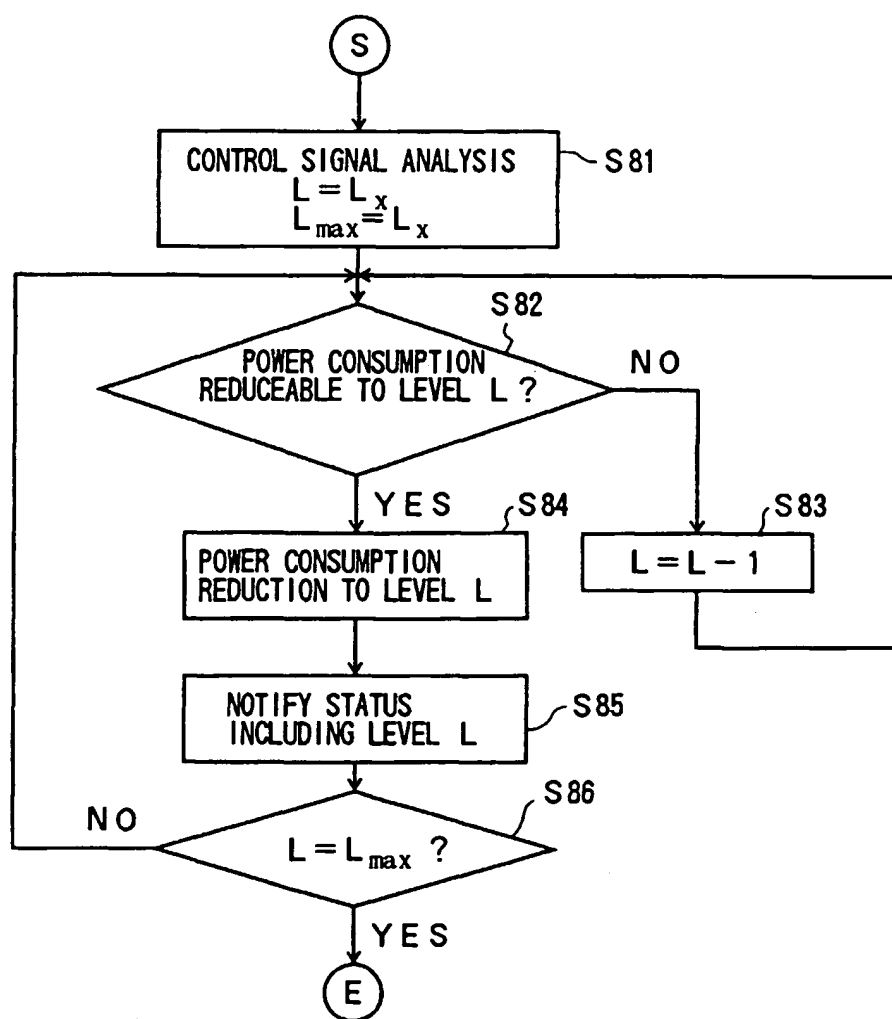 S
CONTROL SIGNAL ANALYSIS
L = Lx
Lmax = Lx
S81
S82
POWER CONSUMPTION
REDUCEABLE TO LEVEL L ?
NO
YES
S84
POWER CONSUMPTION
REDUCTION TO LEVEL L
S83
L = L - 1
NOTIFY STATUS
INCLUDING LEVEL L
S85
S86
NO
L = Lmax ?
YES
E